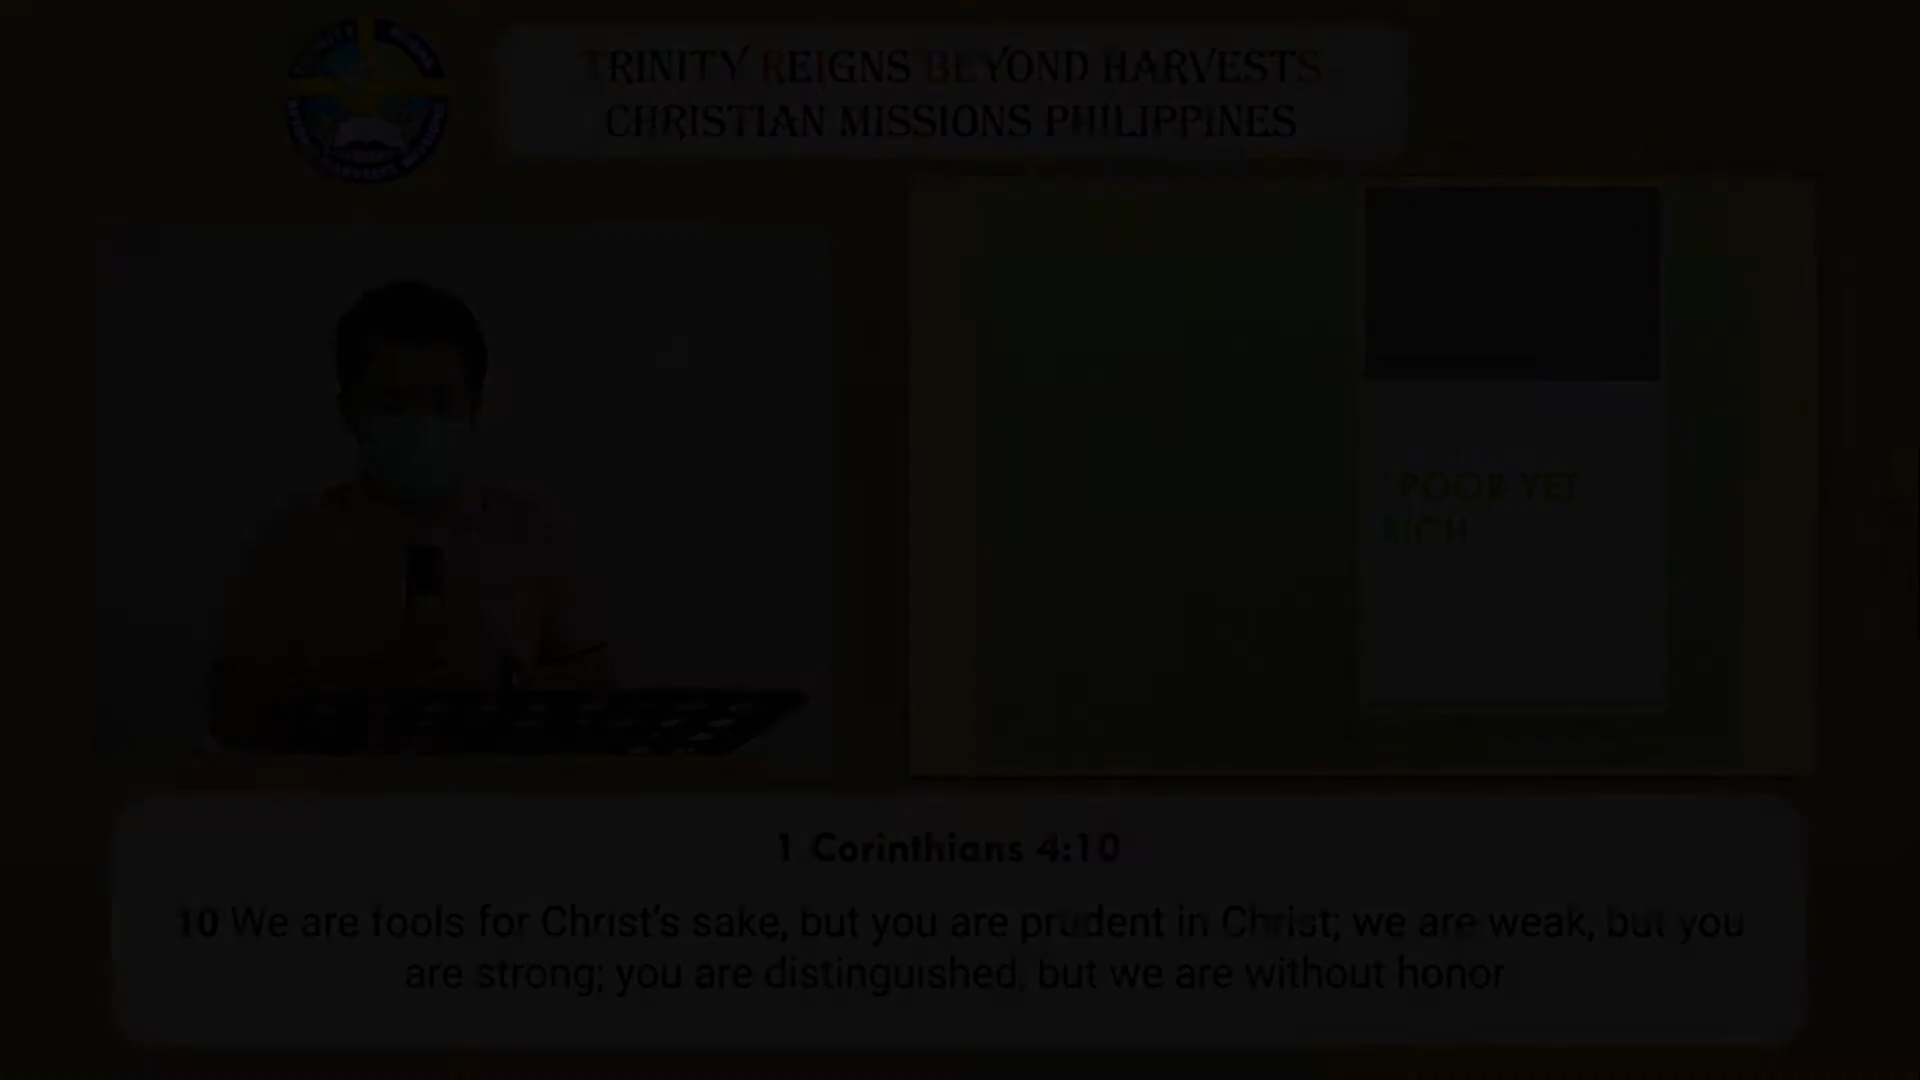 TRINITY REIGNS BEYOND HARVESTS
CHRISTIAN MISSIONS PHILIPPINES
"POOR YET
RICH
1 Corinthians 4:10
10 We are fools for Christ's sake, but you are prudent in Christ; we are weak, but you
are strong; you are distinguished, but we are without honor.